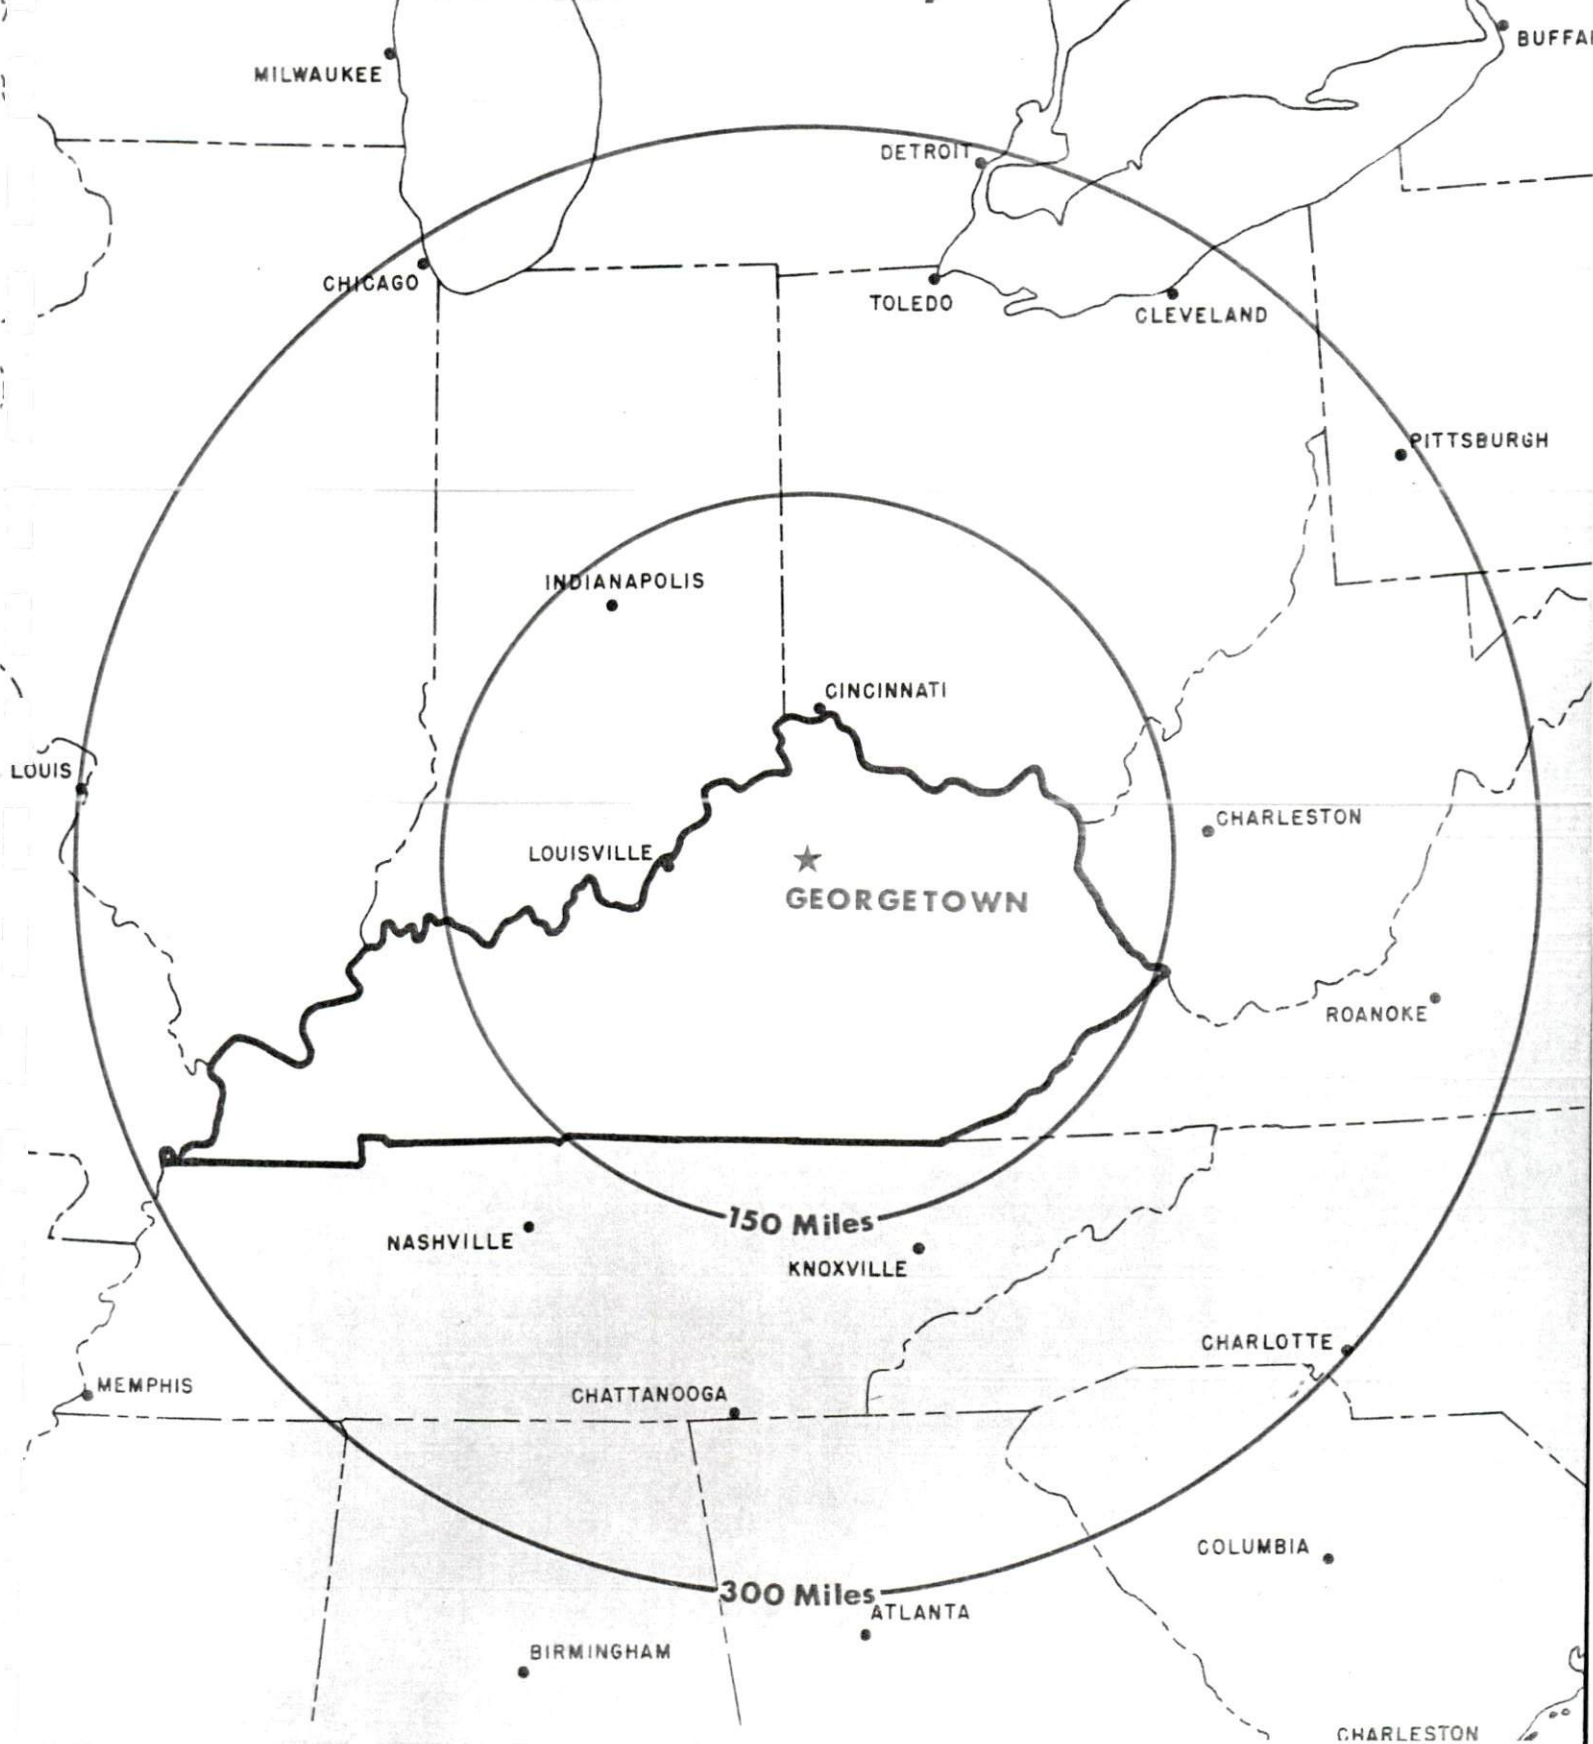 MILWAUKEE
BUFFA
DETROIT
CHICAGO
TOLEDO
CLEVELAND
PITTSBURGH
INDIANAPOLIS
CINCINNATI
LOUIS
CHARLESTON
LOUISVILLE
GEORGETOWN
ROANOKE
150 Miles
NASHVILLE
KNOXVILLE
CHARLOTTE
MEMPHIS
CHATTANOOGA
COLUMBIA
300 Miles
ATLANTA
BIRMINGHAM
CHARLESTON